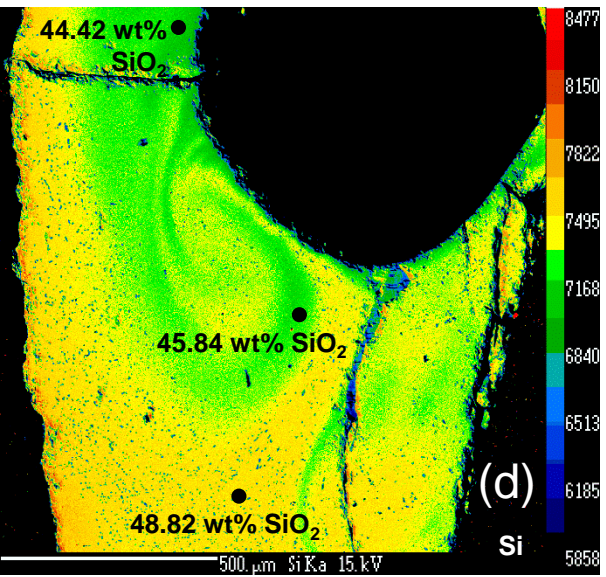 44.42 wt%
SiO₂
45.84 wt% SiO₂
48.82 wt% SiO₂
(d)
Si
8477
8150
7822
7495
7168
6840
6513
6185
5858
500.µm SiKa 15.kV